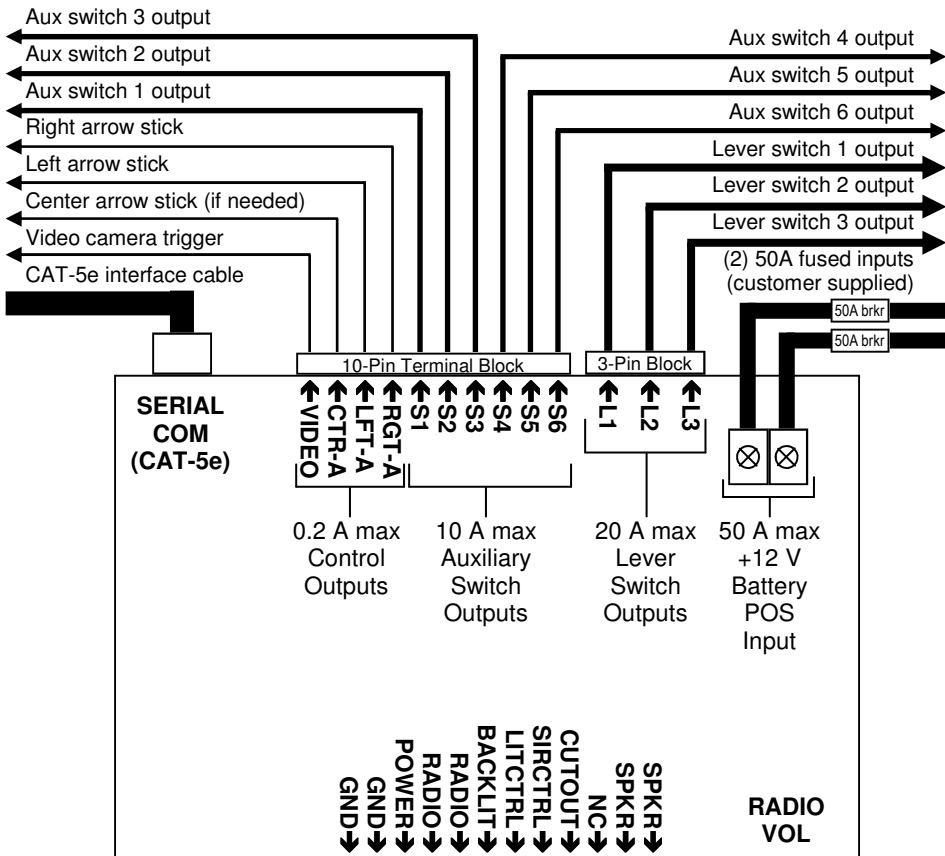 Aux switch 3 output
Aux switch 2 output
Aux switch 1 output
Right arrow stick
Left arrow stick
Center arrow stick (if needed)
Video camera trigger
CAT-5e interface cable
Aux switch 4 output
Aux switch 5 output
Aux switch 6 output
Lever switch 1 output
Lever switch 2 output
Lever switch 3 output
(2) 50A fused inputs
(customer supplied)
50A brkr
50A brkr
10-Pin Terminal Block
3-Pin Block
SERIAL
COM
(CAT-5e)
VIDEO
CTR-A
LFT-A
RGT-A
S1
S2
S3
S4
S5
S6
L1
L2
L3
0.2 A max
Control
Outputs
10 A max
Auxiliary
Switch
Outputs
20 A max
Lever
Switch
Outputs
50 A max
+12 V
Battery
POS
Input
GND
GND
POWER
RADIO
RADIO
BACKLIT
LITCTRL
SIRCTRL
CUTOUT
NC
SPKR
SPKR
RADIO
VOL